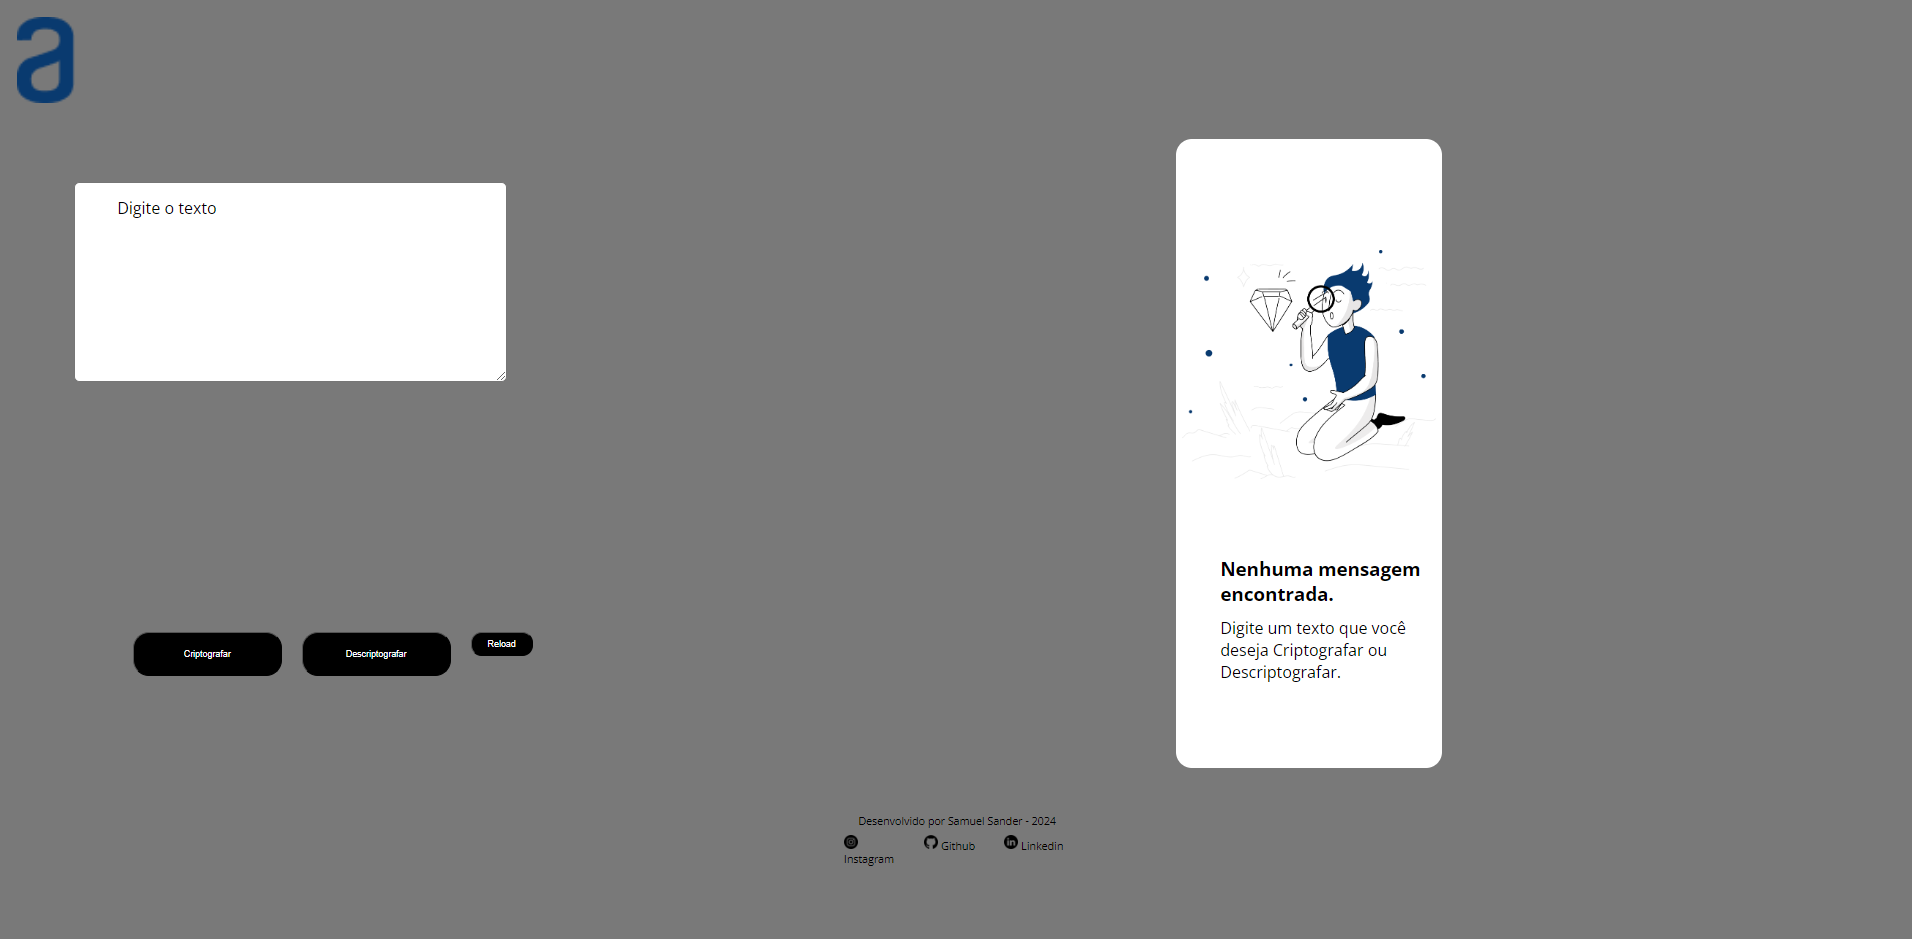 a
Digite o texto
Nenhuma mensagem
encontrada.
Digite um texto que você
deseja Criptografar ou
Descriptografar.
Criptografar
Descriptografar
Reload
Desenvolvido por Samuel Sander - 2024
Instagram
Github
Linkedin